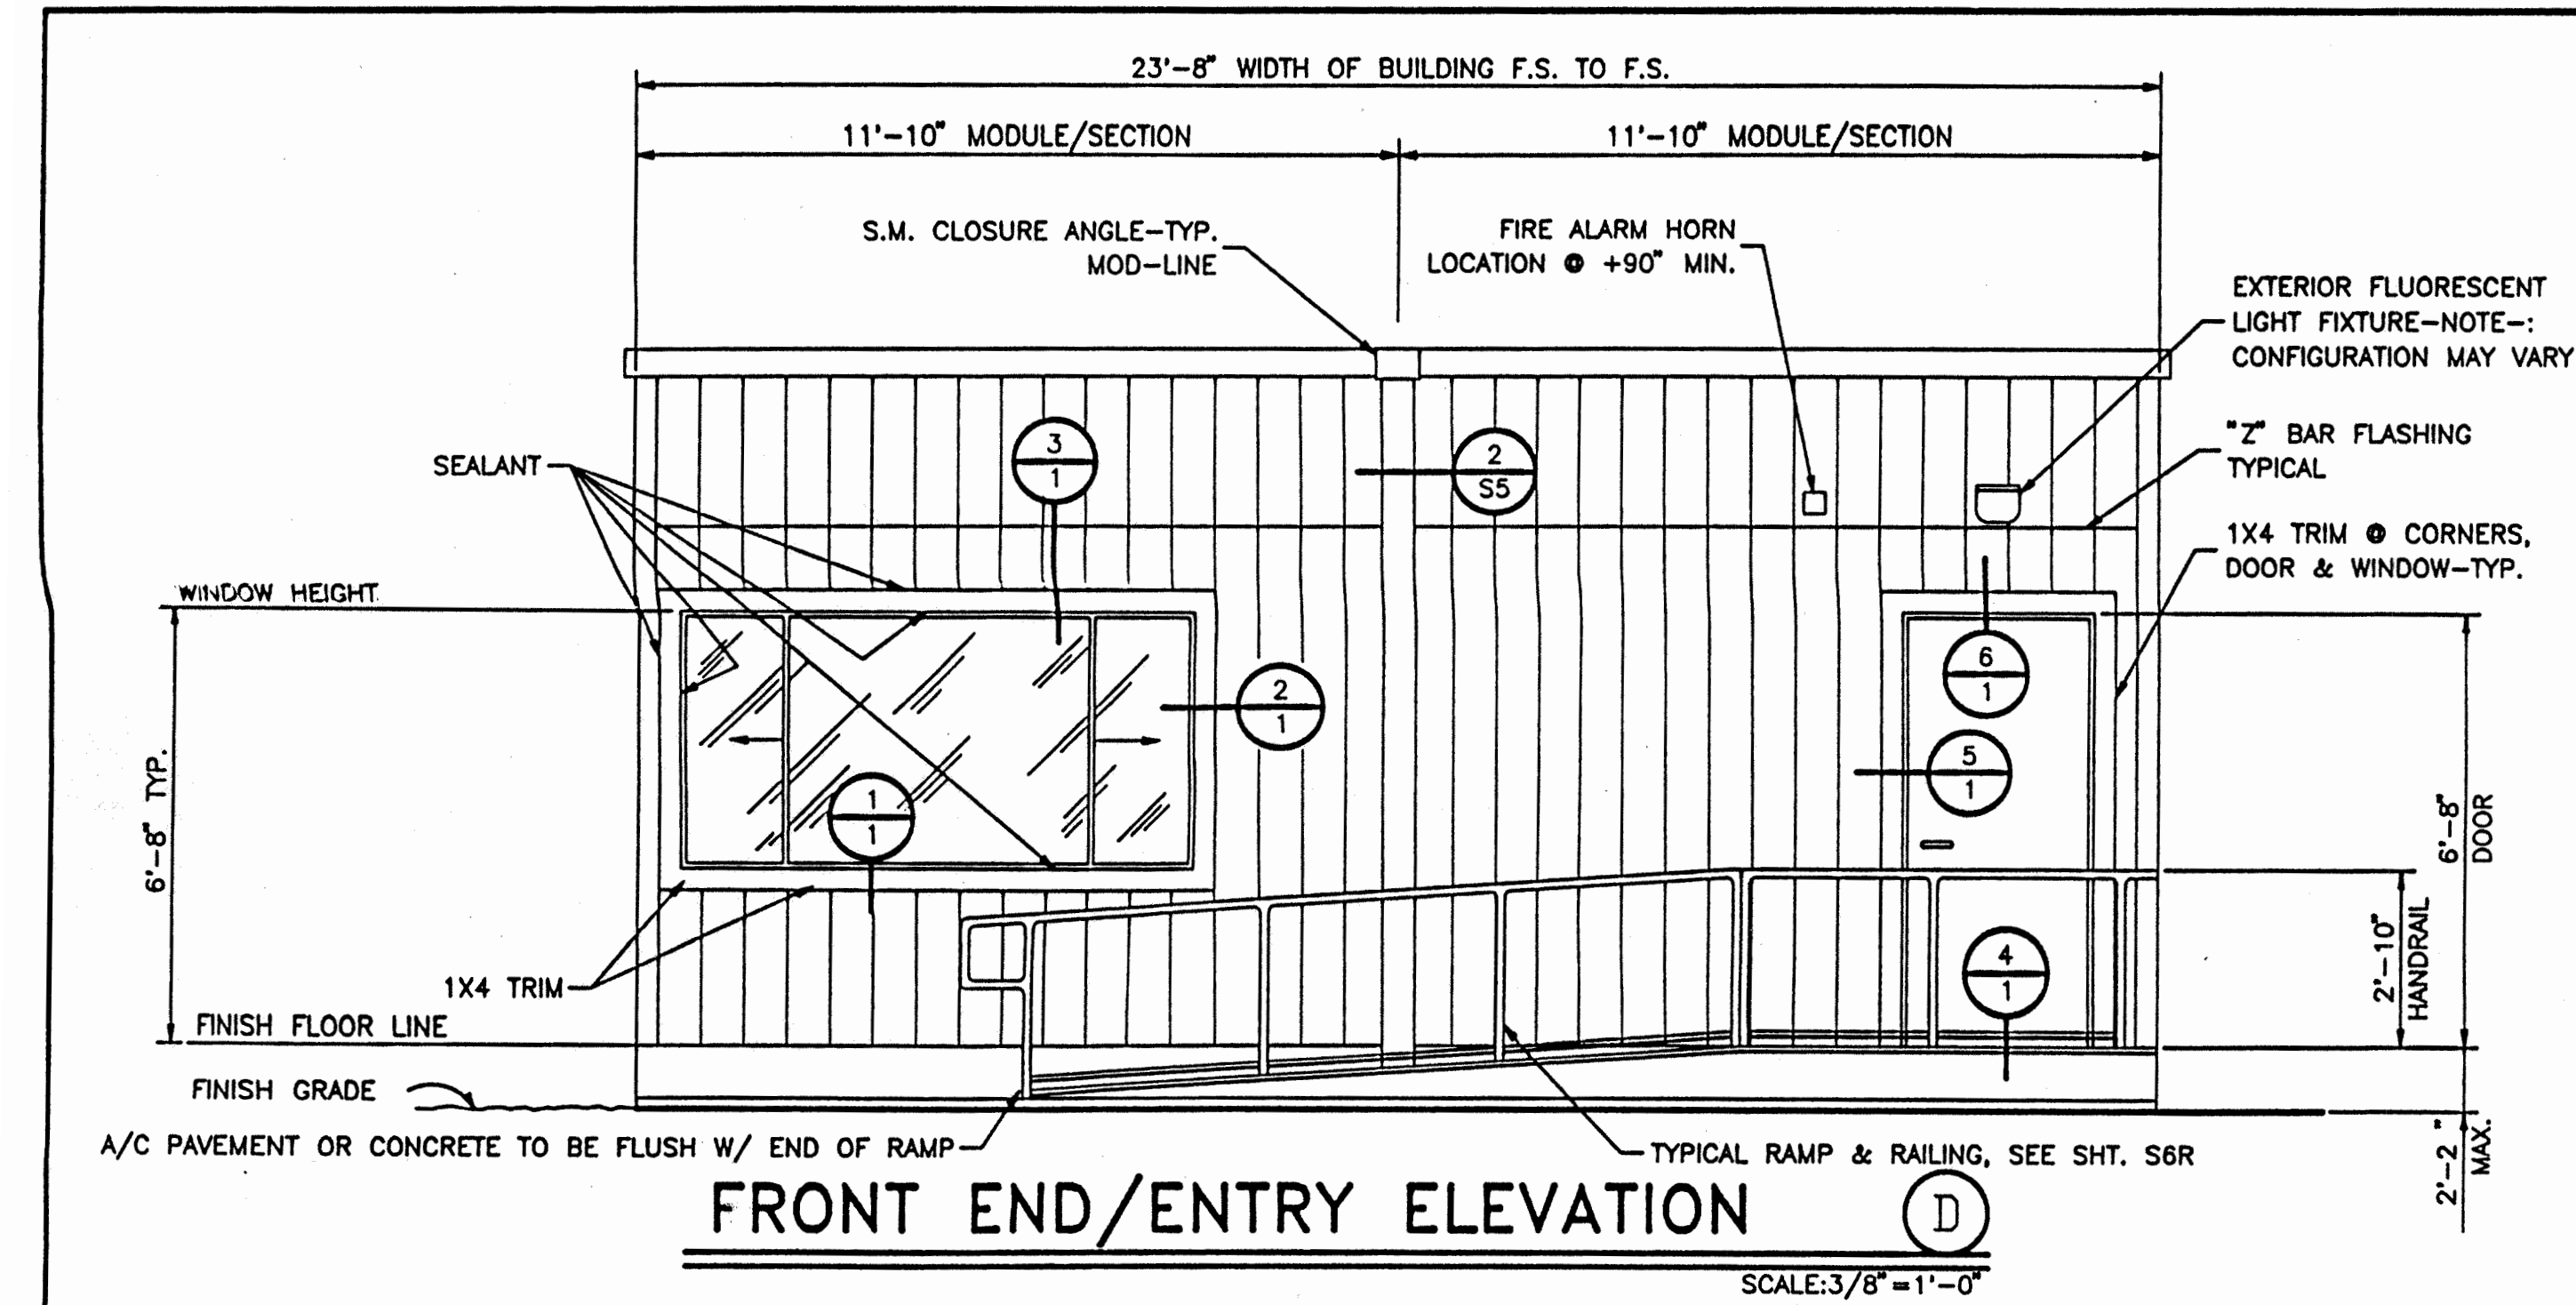 23'-8" WIDTH OF BUILDING F.S. TO F.S.
11'-10" MODULE/SECTION
11'-10" MODULE/SECTION
S.M. CLOSURE ANGLE-TYP.
MOD-LINE
FIRE ALARM HORN
LOCATION @ +90" MIN.
EXTERIOR FLUORESCENT
LIGHT FIXTURE-NOTE-:
CONFIGURATION MAY VARY
"Z" BAR FLASHING
TYPICAL
1X4 TRIM @ CORNERS,
DOOR & WINDOW-TYP.
SEALANT
3
1
2
S5
WINDOW HEIGHT
6'-8" TYP.
2
1
1
1
6
1
5
1
4
1
6'-8"
DOOR
2'-10"
HANDRAIL
1X4 TRIM
FINISH FLOOR LINE
FINISH GRADE
A/C PAVEMENT OR CONCRETE TO BE FLUSH W/ END OF RAMP
TYPICAL RAMP & RAILING, SEE SHT. S6R
2'-2"
MAX.
FRONT END/ENTRY ELEVATION
D
SCALE:3/8"=1'-0"